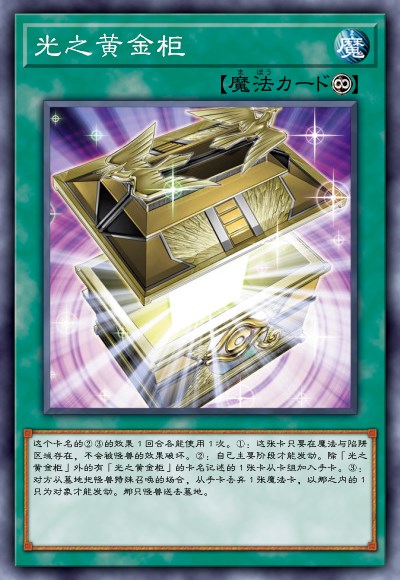 光之黄金柜
魔
【魔法カード】
まほう
这个卡名的②③的效果1回合各能使用1次。①：这张卡只要在魔法与陷阱
区域存在，不会被怪兽的效果破坏。②：自己主要阶段才能发动。除「光之
黄金柜」外的有「光之黄金柜」的卡名记述的1张卡从卡组加入手卡。③：
对方从墓地把怪兽特殊召唤的场合，从手卡丢弃1张魔法卡，以那之内的1
只为对象才能发动。那只怪兽送去墓地。